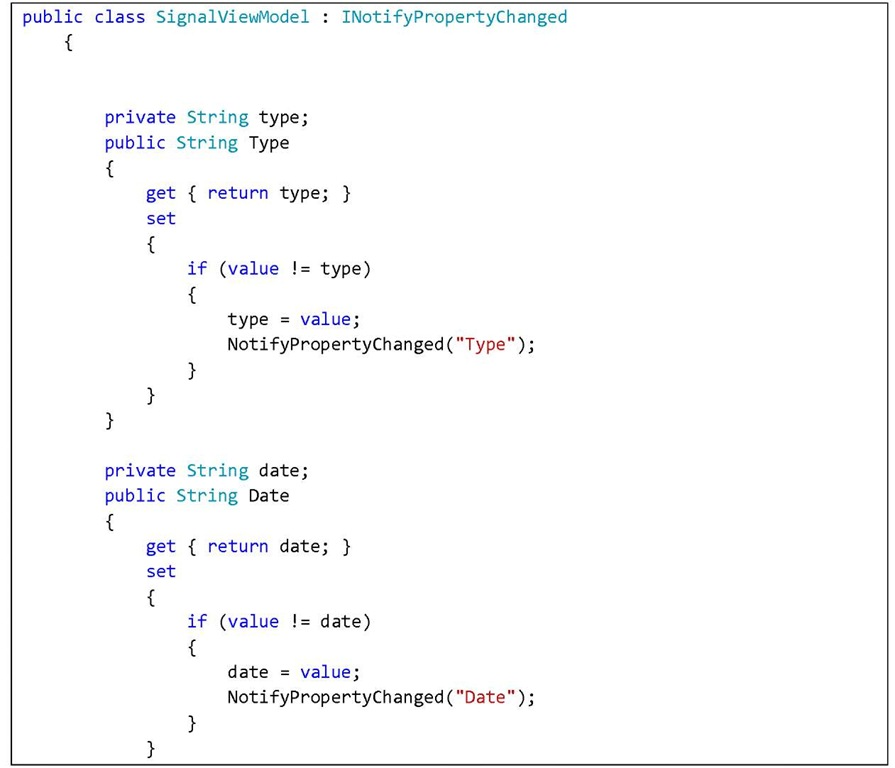 public class SignalViewModel : INotifyPropertyChanged
{
private String type;
public String Type
{
get { return type; }
set
{
if (value != type)
{
type = value;
NotifyPropertyChanged("Type");
}
}
}
private String date;
public String Date
{
get { return date; }
set
{
if (value != date)
{
date = value;
NotifyPropertyChanged("Date");
}
}